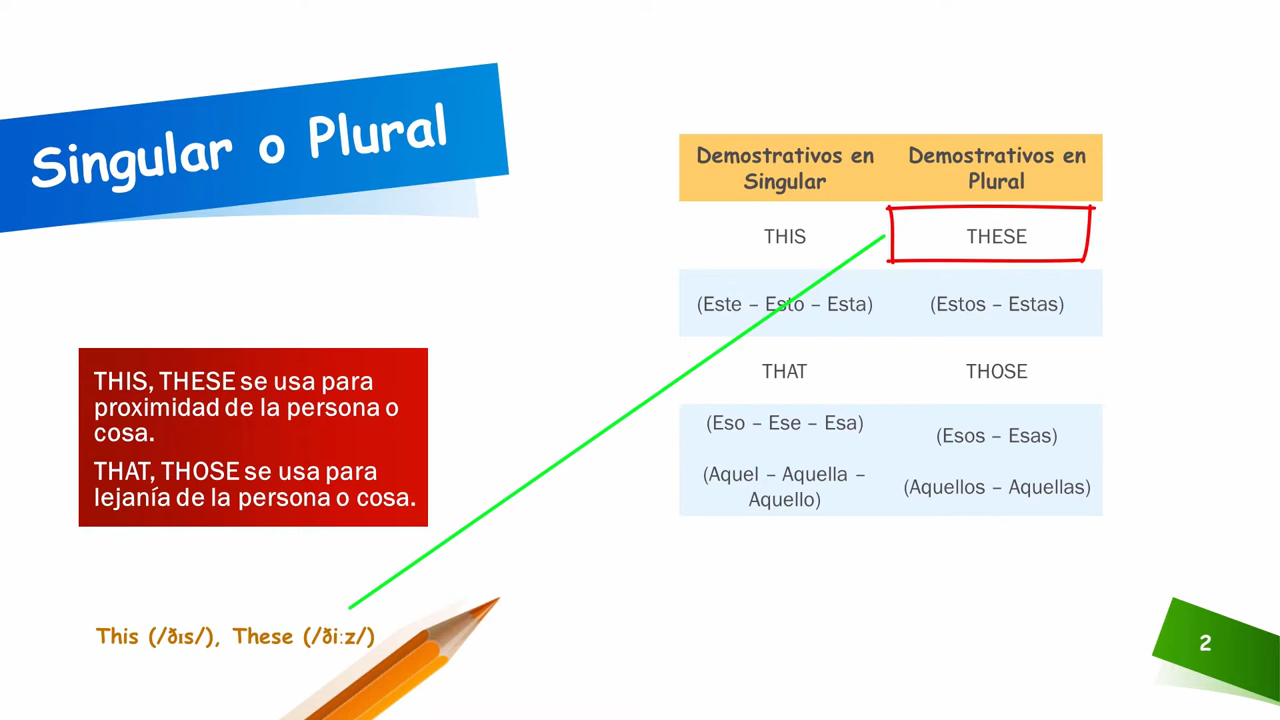 Singular o Plural
Demostrativos en Singular
Demostrativos en Plural
THIS
THESE
(Este – Esto – Esta)
(Estos – Estas)
THAT
THOSE
(Eso – Ese – Esa)
(Aquel – Aquella –
Aquello)
(Esos – Esas)
(Aquellos – Aquellas)
THIS, THESE se usa para
proximidad de la persona o
cosa.
THAT, THOSE se usa para
lejanía de la persona o cosa.
This (/ðɪs/), These (/ðiːz/)
2